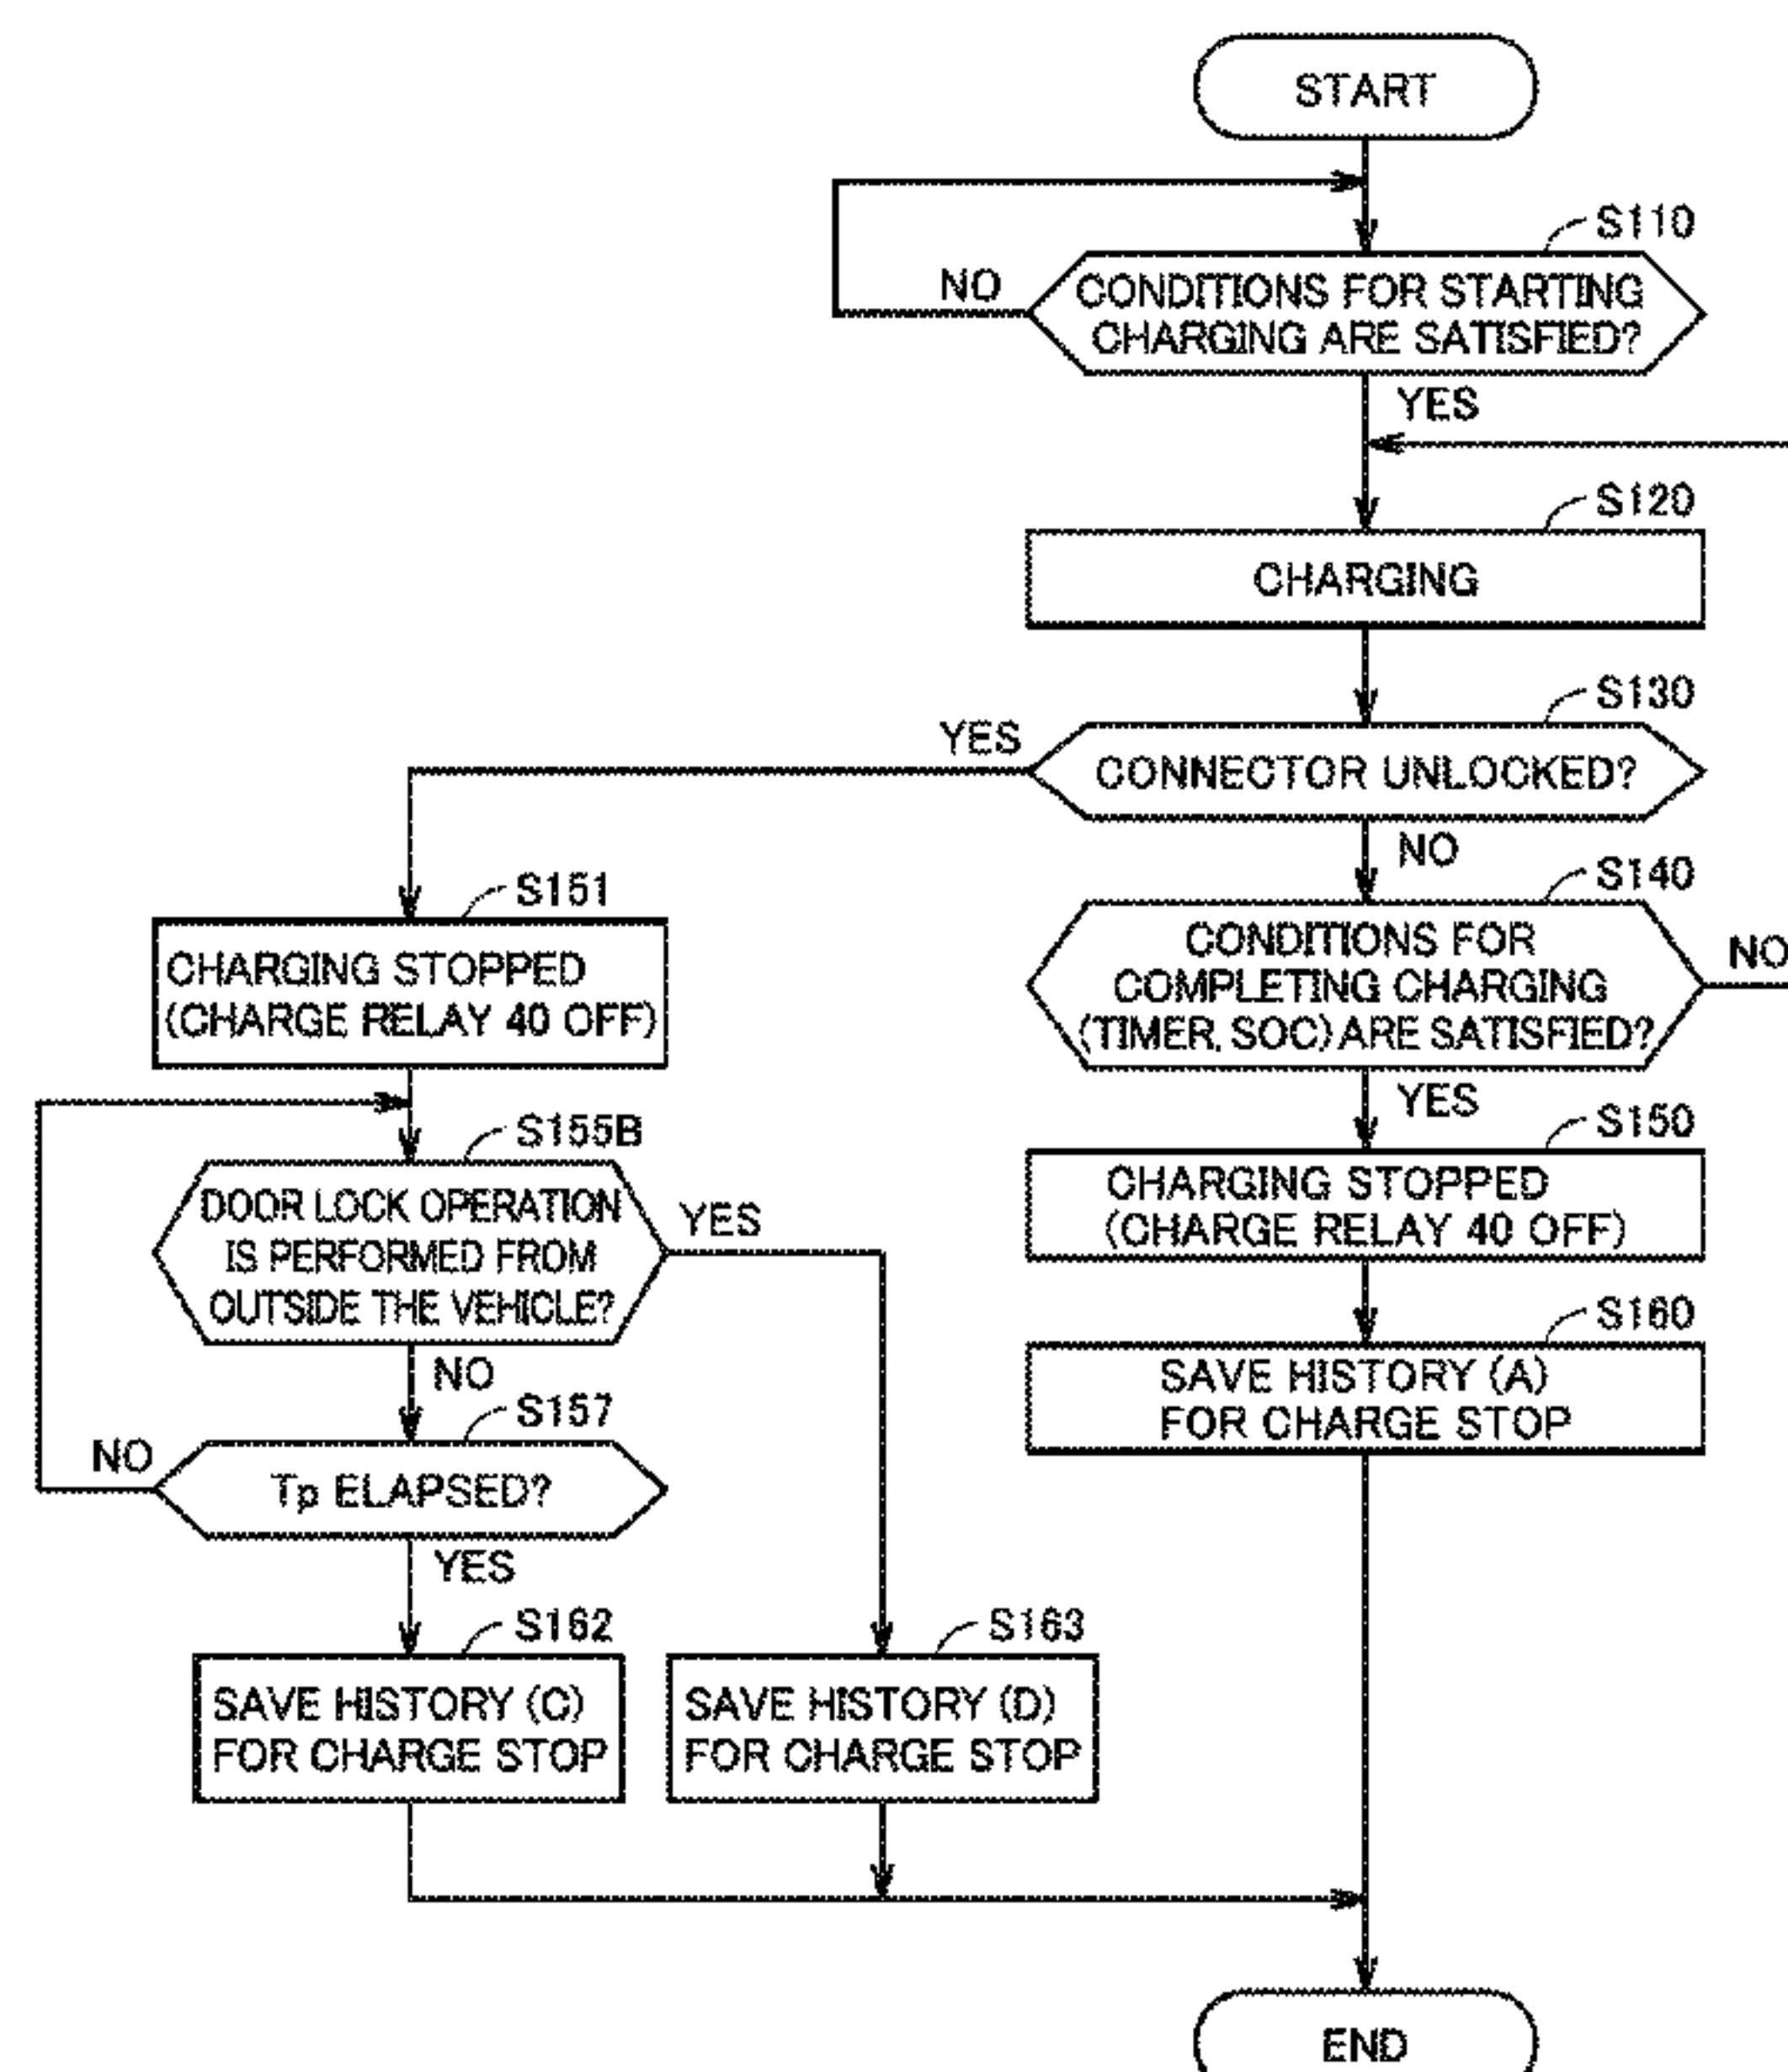 START
S110
NO
CONDITIONS FOR STARTING
CHARGING ARE SATISFIED?
YES
S120
CHARGING
S130
YES
CONNECTOR UNLOCKED?
NO
S140
CONDITIONS FOR
COMPLETING CHARGING
(TIMER, SOC) ARE SATISFIED?
NO
YES
S150
CHARGING STOPPED
(CHARGE RELAY 40 OFF)
S160
SAVE HISTORY (A)
FOR CHARGE STOP
S151
CHARGING STOPPED
(CHARGE RELAY 40 OFF)
S155B
DOOR LOCK OPERATION
IS PERFORMED FROM
OUTSIDE THE VEHICLE?
YES
NO
S157
NO
Tp ELAPSED?
YES
S162
SAVE HISTORY (C)
FOR CHARGE STOP
S163
SAVE HISTORY (D)
FOR CHARGE STOP
END